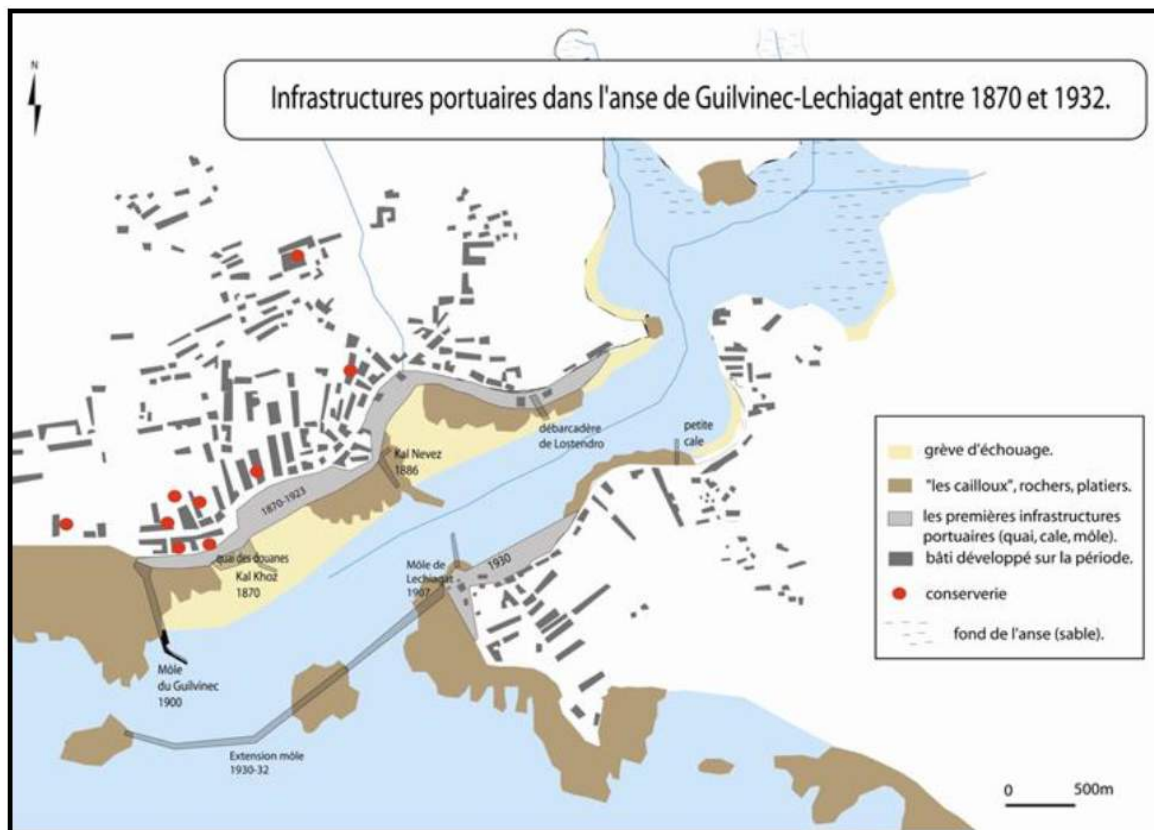 N
Infrastructures portuaires dans l'anse de Guilvinec-Lechiagat entre 1870 et 1932.
débarcadère
de Lostendro
petite
cale
Kal Nevez
1886
1870-1923
quai des douanes
Kal Khoz
1870
Môle de
Lechiagat
1907
1930
Môle
du Guilvinec
1900
Extension môle
1930-32
grève d'échouage.
"les cailloux", rochers, platiers.
les premières infrastructures
portuaires (quai, cale, môle).
bâti développé sur la période.
conserverie
fond de l'anse (sable).
0 500m